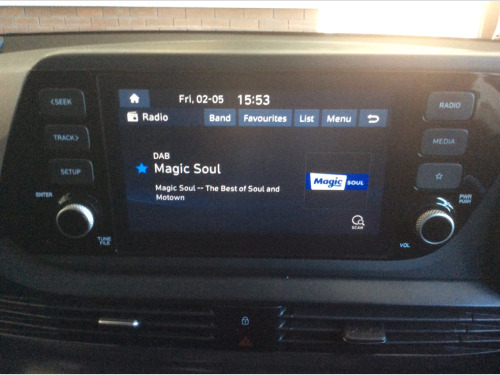 <SEEK
Fri, 02-05 15:53
RADIO
Radio Band Favourites List Menu
TRACK>
MEDIA
DAB
Magic Soul
SETUP
Magic SOUL
Magic Soul -- The Best of Soul and
Motown
ENTER
PWR
PUSH
SCAN
TUNE
FILE
VOL